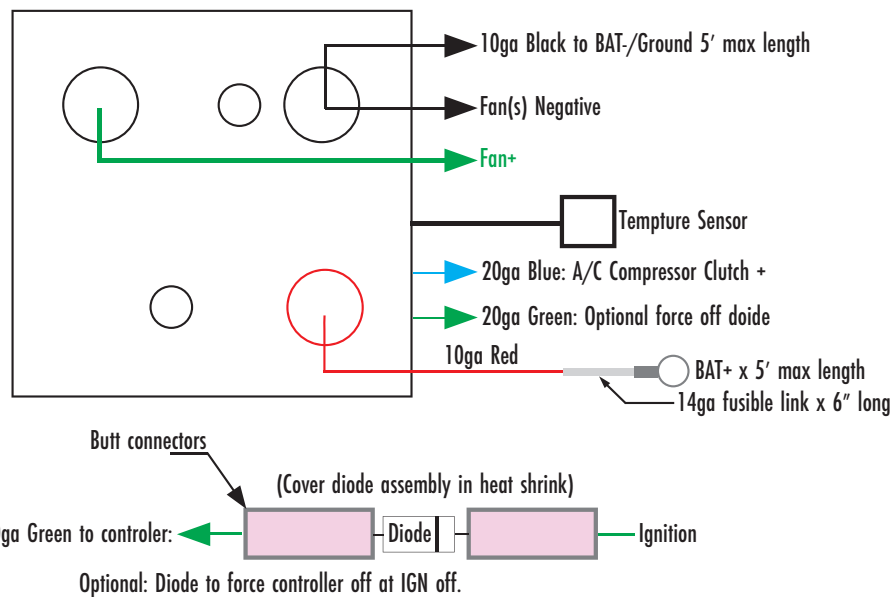 10ga Black to BAT-/Ground 5' max length
Fan(s) Negative
Fan+
Tempture Sensor
20ga Blue: A/C Compressor Clutch +
20ga Green: Optional force off doide
10ga Red
BAT+ x 5' max length
14ga fusible link x 6" long
Butt connectors
(Cover diode assembly in heat shrink)
ga Green to controler:
Diode
Ignition
Optional: Diode to force controller off at IGN off.